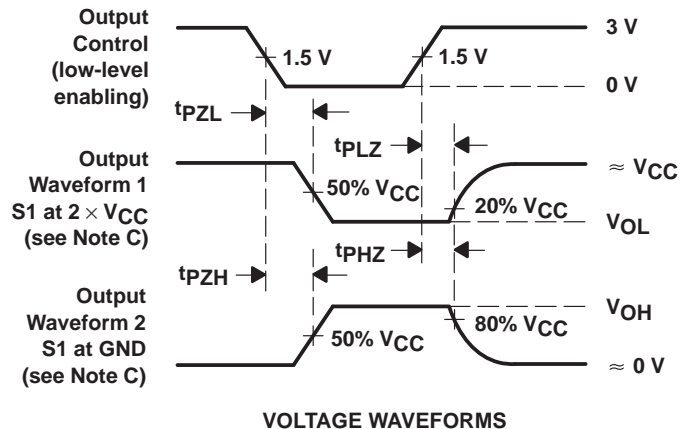 Output
Control
(low-level
enabling)
1.5 V
1.5 V
3 V
0 V
tPZL
tPLZ
Output
Waveform 1
S1 at 2 × VCC
(see Note C)
50% VCC
20% VCC
≈ VCC
VOL
tPZH
tPHZ
Output
Waveform 2
S1 at GND
(see Note C)
50% VCC
80% VCC
VOH
≈ 0 V
VOLTAGE WAVEFORMS